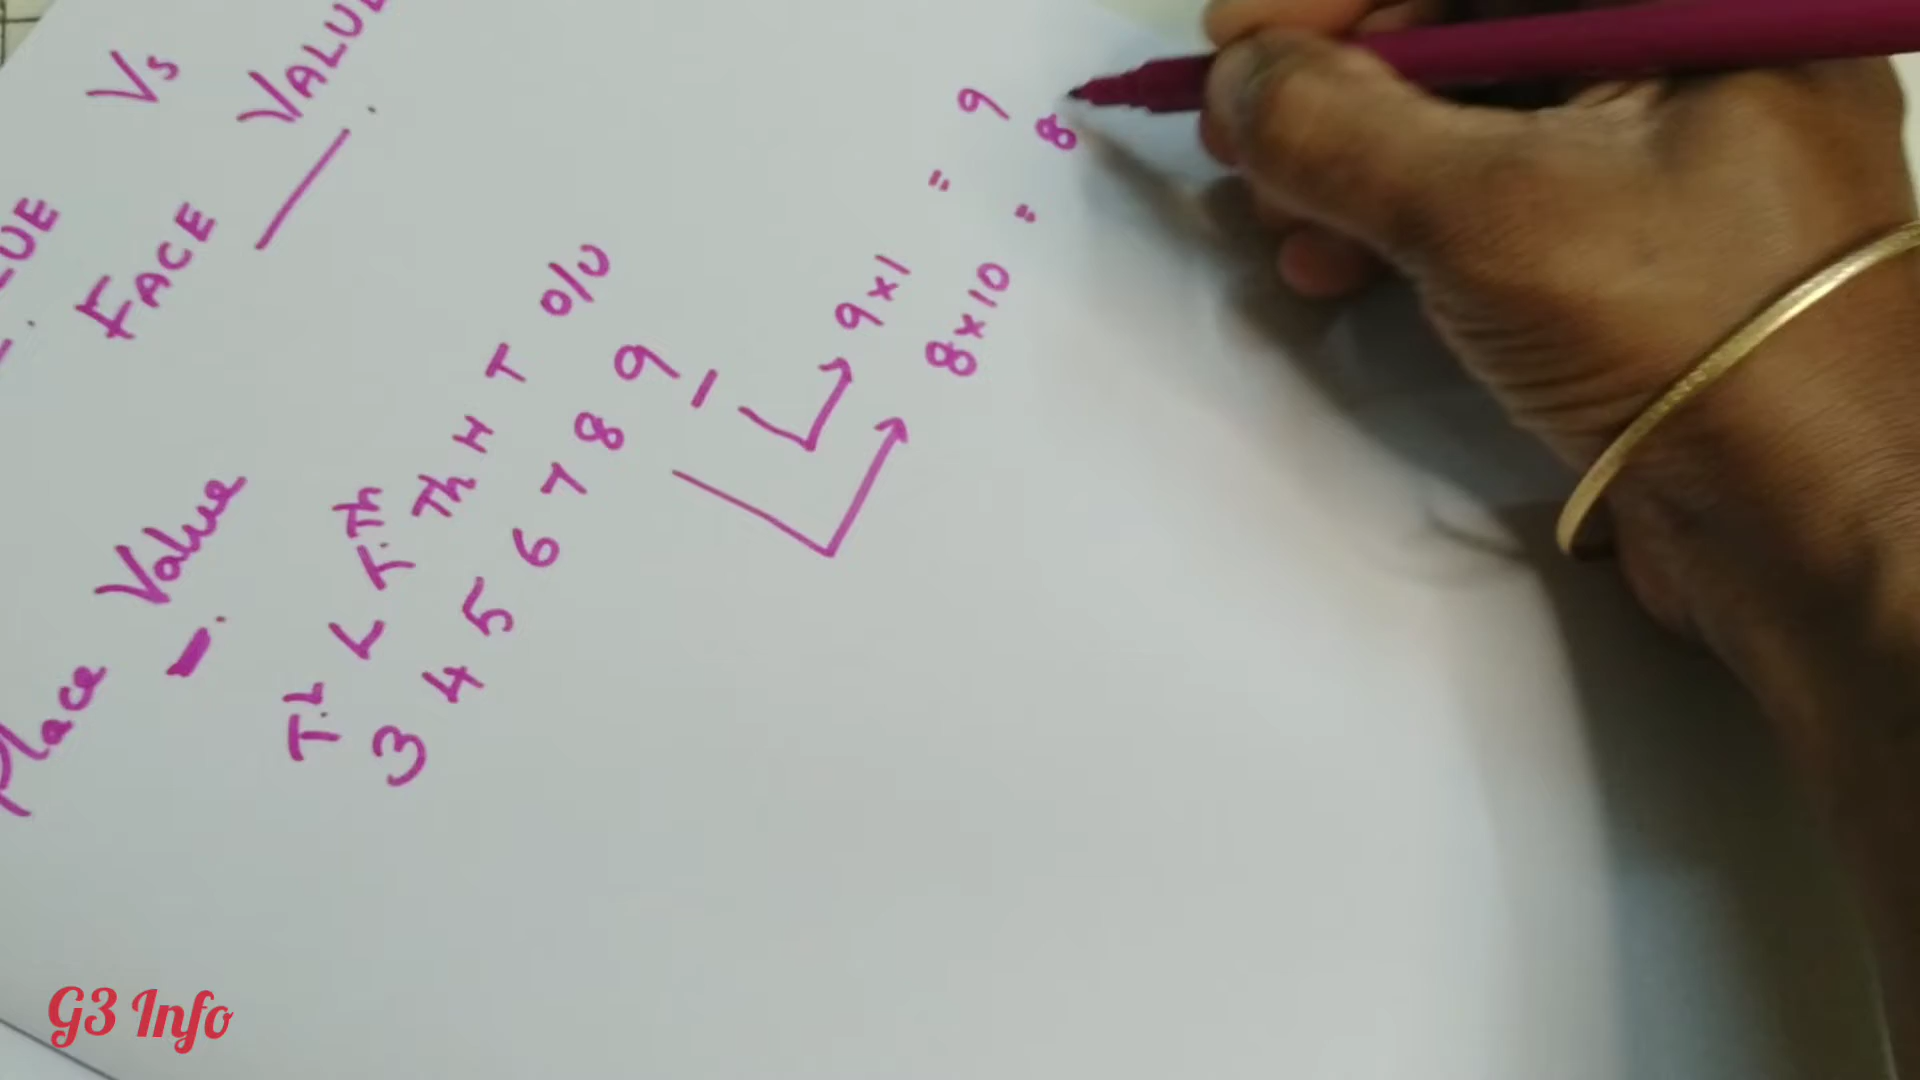 LUE Vs
FACE VALUE
Place Value
T.L L T.Th Th H T O/U
3 4 5 6 7 8 9
9 x 1 = 9
8 x 10 = 8
G3 Info